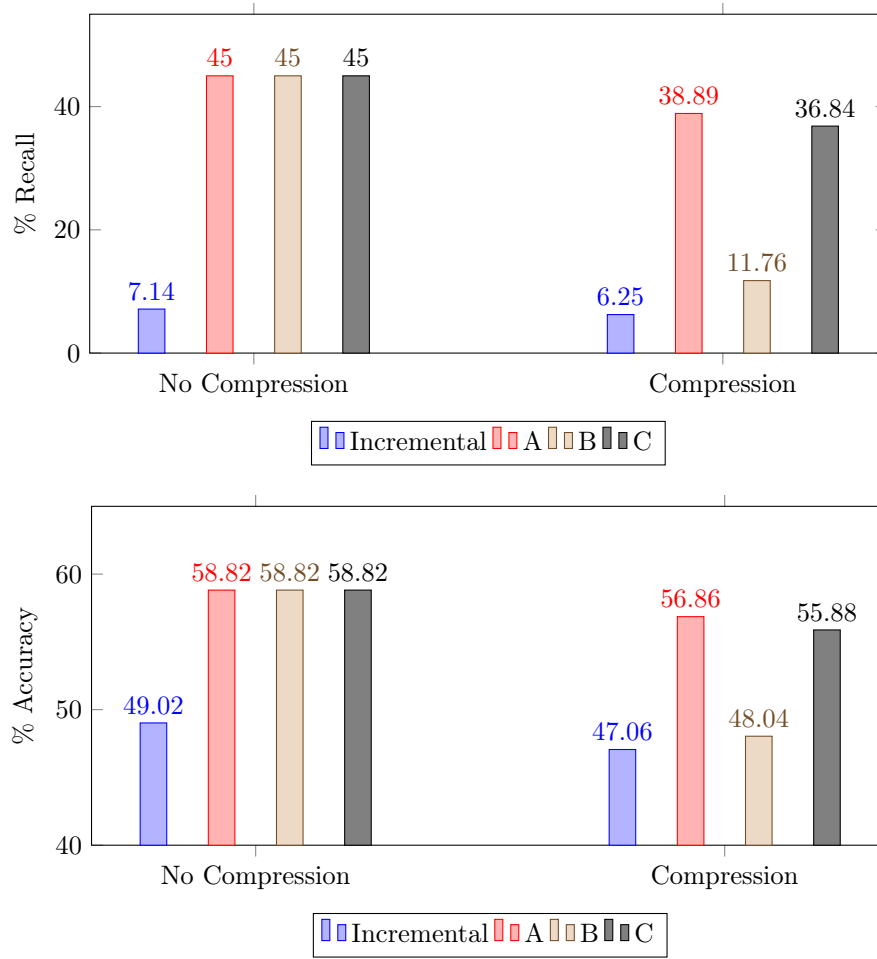 45 45 45
40
38.89
36.84
% Recall
20
11.76
7.14
6.25
0
No Compression Compression
Incremental A B C
60
58.82 58.82 58.82
56.86
55.88
% Accuracy
50
49.02
48.04
47.06
40
No Compression Compression
Incremental A B C